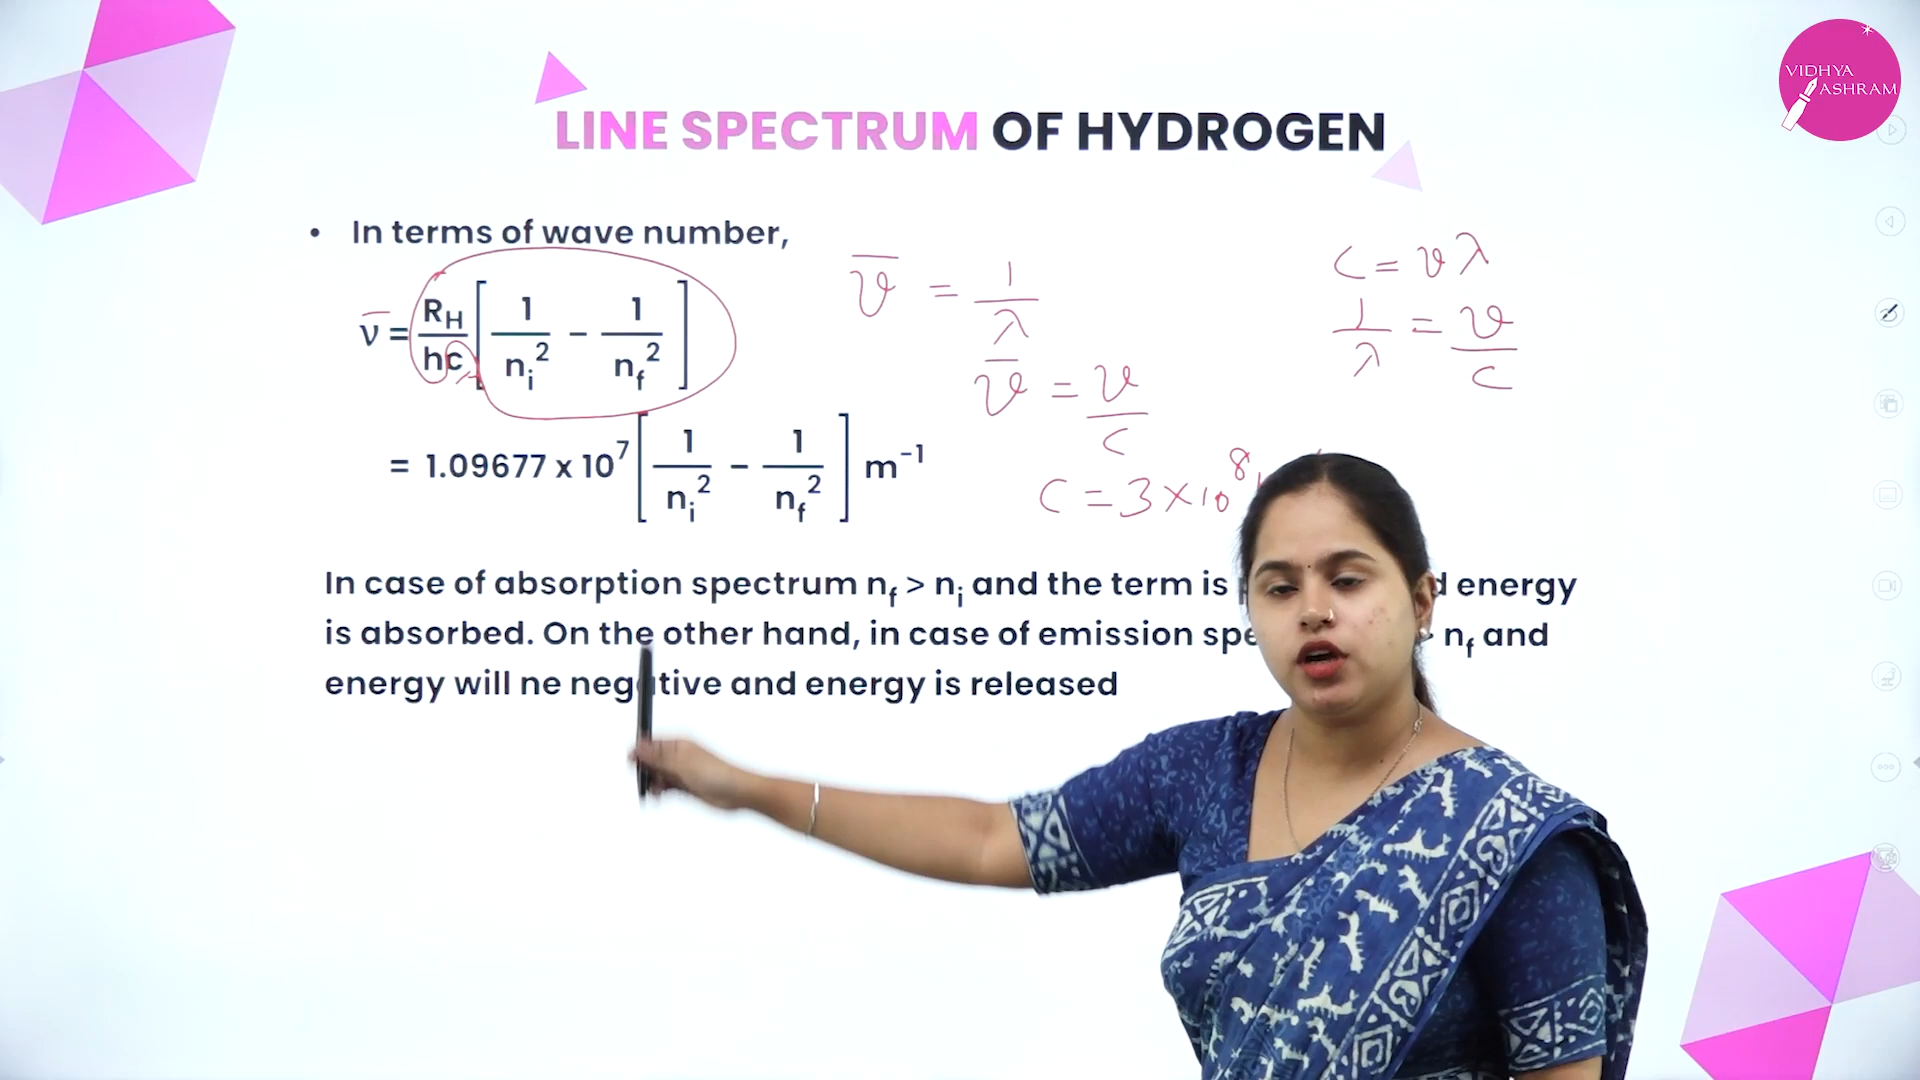 VIDHYA
ASHRAM
LINE SPECTRUM OF HYDROGEN
• In terms of wave number,
ν̅ = R_H/hc [1/n_i² − 1/n_f²]
= 1.09677 x 10⁷ [1/n_i² − 1/n_f²] m⁻¹
ν̅ = 1/λ
ν̅ = ν/c
c = 3 × 10⁸
c = νλ
1/λ = ν/c
In case of absorption spectrum n_f > n_i and the term is energy
is absorbed. On the other hand, in case of emission n_f and
energy will ne negative and energy is released